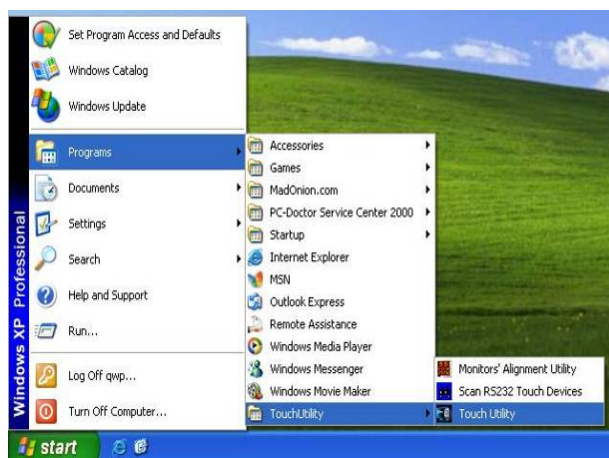 Set Program Access and Defaults
Windows Catalog
Windows Update
Programs
Documents
Settings
Search
Help and Support
Run...
Log Off qwp...
Turn Off Computer...
Windows XP Professional
Accessories
Games
MadOnion.com
PC-Doctor Service Center 2000
Startup
Internet Explorer
MSN
Outlook Express
Remote Assistance
Windows Media Player
Windows Messenger
Windows Movie Maker
TouchUtility
Monitors' Alignment Utility
Scan RS232 Touch Devices
Touch Utility
start